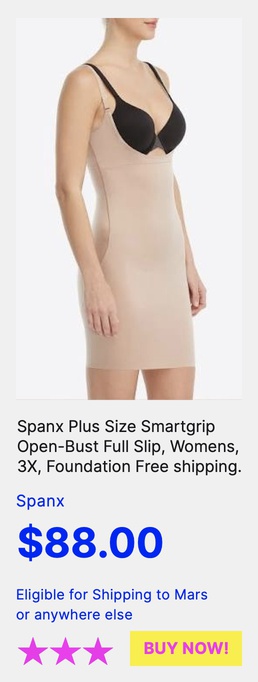 Spanx Plus Size Smartgrip
Open-Bust Full Slip, Womens,
3X, Foundation Free shipping.
Spanx
$88.00
Eligible for Shipping to Mars
or anywhere else
BUY NOW!